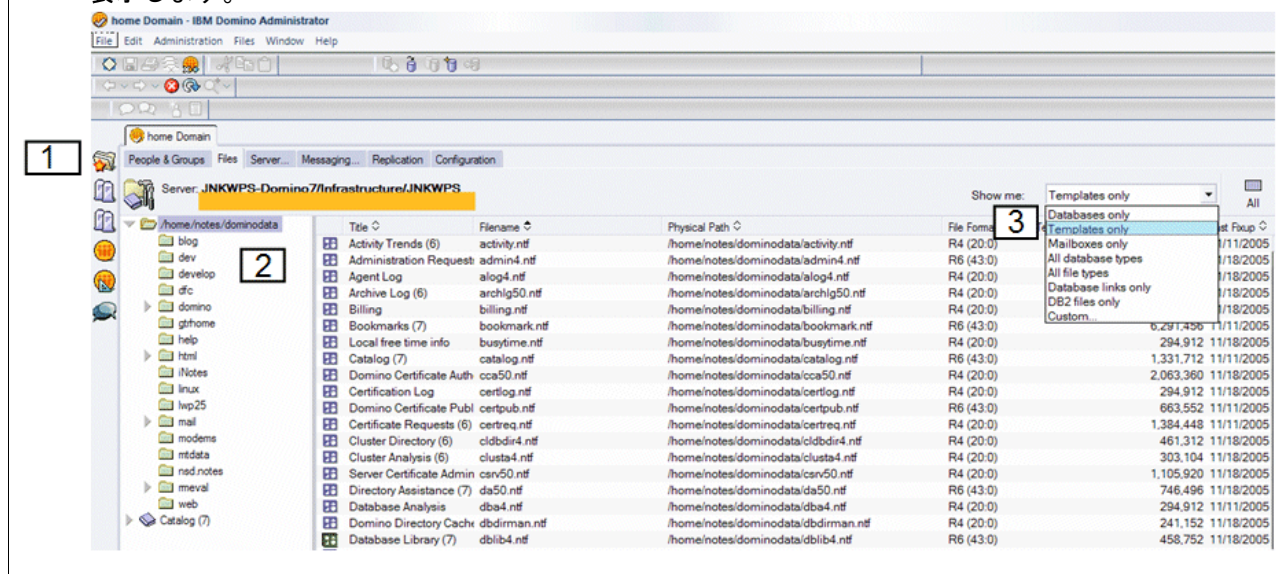 表示します。
home Domain - IBM Domino Administrator
File Edit Administration Files Window Help
home Domain
1
People & Groups Files Server... Messaging... Replication Configuration
Server: JNKWPS-Domino7/Infrastructure/JNKWPS
Show me: Templates only
All
/home/notes/dominodata
Title Filename Physical Path File Forma
3
Databases only
Templates only
Mailboxes only
All database types
All file types
Database links only
DB2 files only
Custom...
2
blog
dev
develop
dfc
domino
gtrhome
help
html
iNotes
linux
lwp25
mail
modems
mtdata
nsd.notes
rmeval
web
Catalog (7)
Activity Trends (6) activity.ntf /home/notes/dominodata/activity.ntf R4 (20:0) 1/11/2005
Administration Requests admin4.ntf /home/notes/dominodata/admin4.ntf R6 (43:0) 1/11/2005
Agent Log alog4.ntf /home/notes/dominodata/alog4.ntf R4 (20:0) 1/18/2005
Archive Log (6) archlg50.ntf /home/notes/dominodata/archlg50.ntf R4 (20:0) 1/18/2005
Billing billing.ntf /home/notes/dominodata/billing.ntf R4 (20:0) 1/18/2005
Bookmarks (7) bookmark.ntf /home/notes/dominodata/bookmark.ntf R6 (43:0) 6,291,456 11/11/2005
Local free time info busytime.ntf /home/notes/dominodata/busytime.ntf R4 (20:0) 294,912 11/18/2005
Catalog (7) catalog.ntf /home/notes/dominodata/catalog.ntf R6 (43:0) 1,331,712 11/11/2005
Domino Certificate Auth cca50.ntf /home/notes/dominodata/cca50.ntf R4 (20:0) 2,063,360 11/18/2005
Certification Log certlog.ntf /home/notes/dominodata/certlog.ntf R4 (20:0) 294,912 11/18/2005
Domino Certificate Publ certpub.ntf /home/notes/dominodata/certpub.ntf R6 (43:0) 663,552 11/11/2005
Certificate Requests (6) certreq.ntf /home/notes/dominodata/certreq.ntf R4 (20:0) 1,384,448 11/11/2005
Cluster Directory (6) cldbdir4.ntf /home/notes/dominodata/cldbdir4.ntf R4 (20:0) 461,312 11/18/2005
Cluster Analysis (6) clusta4.ntf /home/notes/dominodata/clusta4.ntf R4 (20:0) 303,104 11/18/2005
Server Certificate Admin csrv50.ntf /home/notes/dominodata/csrv50.ntf R4 (20:0) 1,105,920 11/18/2005
Directory Assistance (7) da50.ntf /home/notes/dominodata/da50.ntf R6 (43:0) 746,496 11/18/2005
Database Analysis dba4.ntf /home/notes/dominodata/dba4.ntf R4 (20:0) 294,912 11/11/2005
Domino Directory Cache dbdirman.ntf /home/notes/dominodata/dbdirman.ntf R4 (20:0) 241,152 11/18/2005
Database Library (7) dblib4.ntf /home/notes/dominodata/dblib4.ntf R6 (43:0) 458,752 11/18/2005